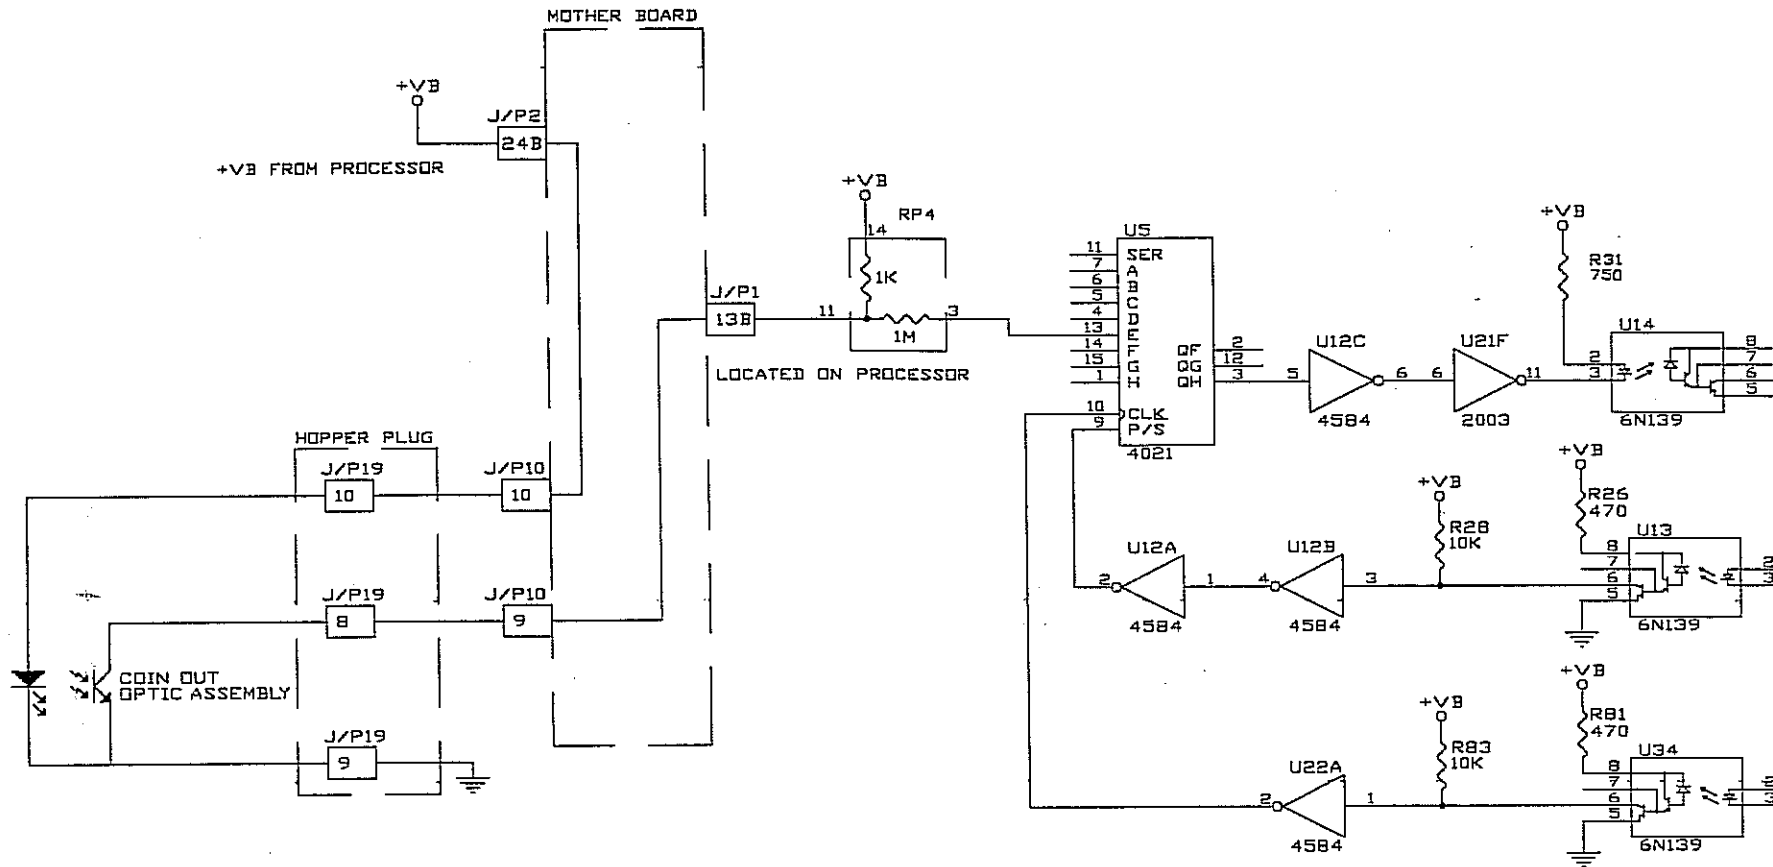 MOTHER BOARD
+VB
J/P2
24B
+VB FROM PROCESSOR
+VB
RP4
14
1K
J/P1
13B
11
3
1M
LOCATED ON PROCESSOR
U5
11 SER
7 A
6 B
5 C
4 D
13 E
14 F
15 G
1 H
QF 2
QG 12
QH 3
10 CLK
9 P/S
4021
U12C
5
6
4584
U21F
6
11
2003
+VB
R31
750
U14
2
3
8
7
6
5
6N139
HOPPER PLUG
J/P19
10
J/P10
10
J/P19
8
J/P10
9
COIN OUT
OPTIC ASSEMBLY
J/P19
9
U12A
2
1
4584
U12B
4
3
4584
+VB
R28
10K
+VB
R26
470
U13
8
7
6
5
2
3
6N139
U22A
2
1
4584
+VB
R83
10K
+VB
R81
470
U34
8
7
6
5
2
3
6N139